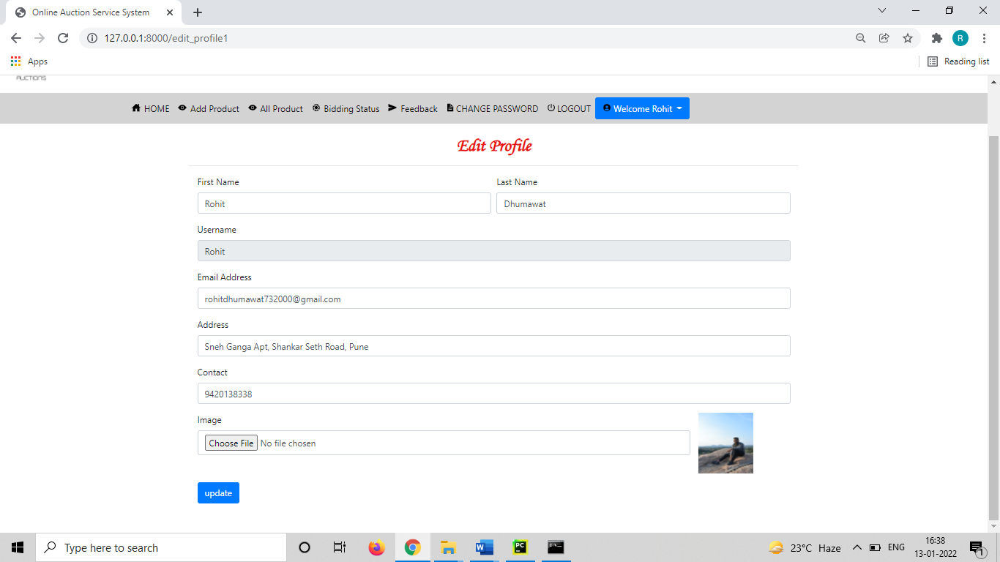 Online Auction Service System
127.0.0.1:8000/edit_profile1
R
Apps
Reading list
AUCTIONS
HOME Add Product All Product Bidding Status Feedback CHANGE PASSWORD LOGOUT Welcome Rohit
Edit Profile
First Name Last Name
Rohit Dhumawat
Username
Rohit
Email Address
rohitdhumawat732000@gmail.com
Address
Sneh Ganga Apt, Shankar Seth Road, Pune
Contact
9420138338
Image
Choose File No file chosen
update
Type here to search
W
PC
23°C Haze
ENG
16:38
13-01-2022
1